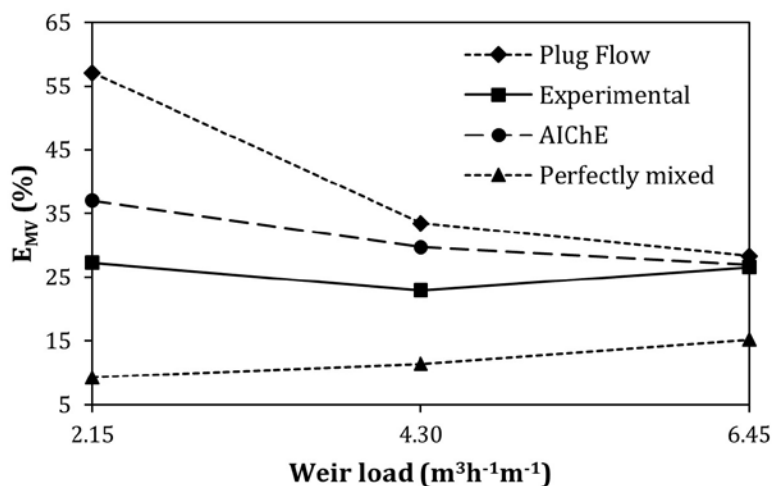 65
55
45
35
25
15
5
E_MV (%)
Plug Flow
Experimental
AIChE
Perfectly mixed
2.15 4.30 6.45
Weir load (m³h⁻¹m⁻¹)